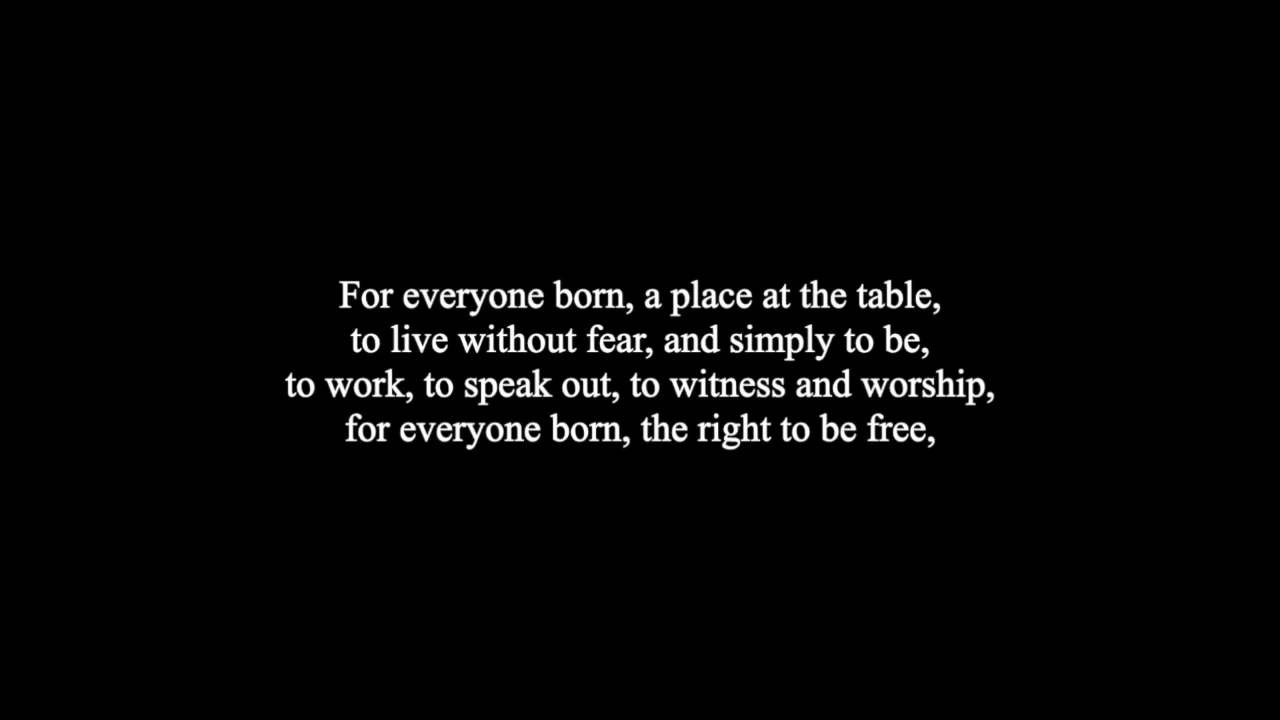 For everyone born, a place at the table,
to live without fear, and simply to be,
to work, to speak out, to witness and worship,
for everyone born, the right to be free,